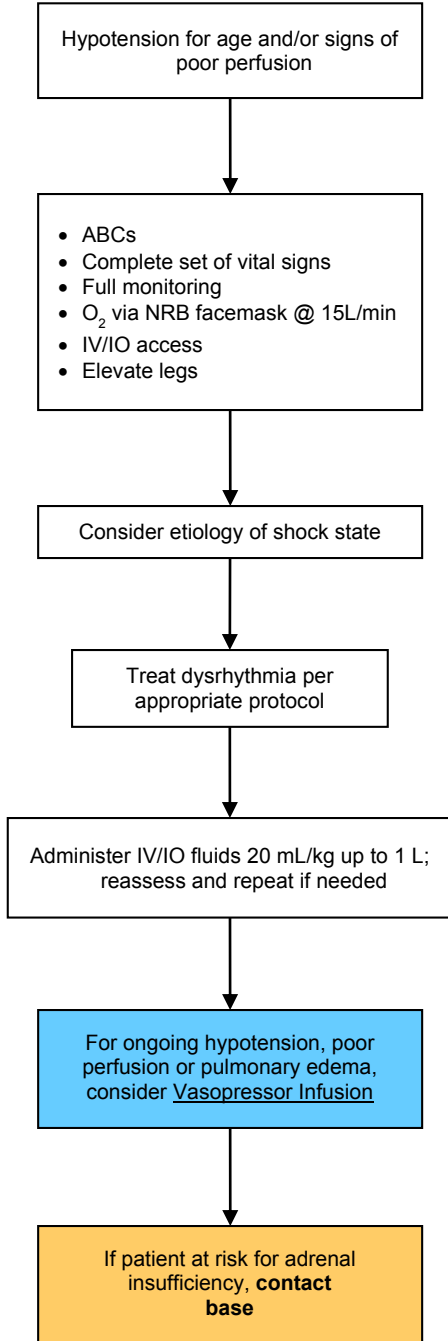 Hypotension for age and/or signs of
poor perfusion
• ABCs
• Complete set of vital signs
• Full monitoring
• O₂ via NRB facemask @ 15L/min
• IV/IO access
• Elevate legs
Consider etiology of shock state
Treat dysrhythmia per
appropriate protocol
Administer IV/IO fluids 20 mL/kg up to 1 L;
reassess and repeat if needed
For ongoing hypotension, poor
perfusion or pulmonary edema,
consider Vasopressor Infusion
If patient at risk for adrenal
insufficiency, contact
base